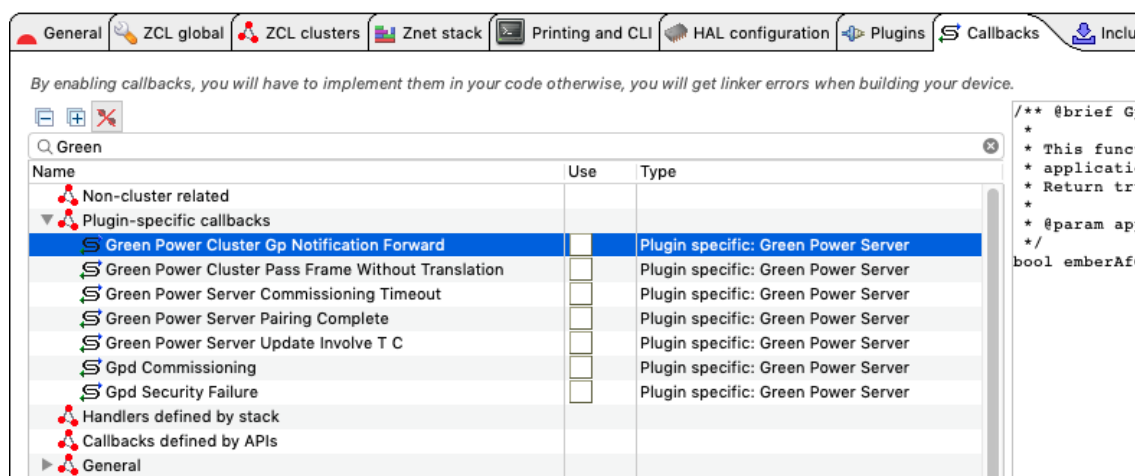 General ZCL global ZCL clusters Znet stack Printing and CLI HAL configuration Plugins Callbacks
By enabling callbacks, you will have to implement them in your code otherwise, you will get linker errors when building your device.
Green
Name Use Type
Non-cluster related
Plugin-specific callbacks
Green Power Cluster Gp Notification Forward Plugin specific: Green Power Server
Green Power Cluster Pass Frame Without Translation Plugin specific: Green Power Server
Green Power Server Commissioning Timeout Plugin specific: Green Power Server
Green Power Server Pairing Complete Plugin specific: Green Power Server
Green Power Server Update Involve T C Plugin specific: Green Power Server
Gpd Commissioning Plugin specific: Green Power Server
Gpd Security Failure Plugin specific: Green Power Server
Handlers defined by stack
Callbacks defined by APIs
General
/** @brief
*
* This
*
* Return
*
* @param
*/
bool